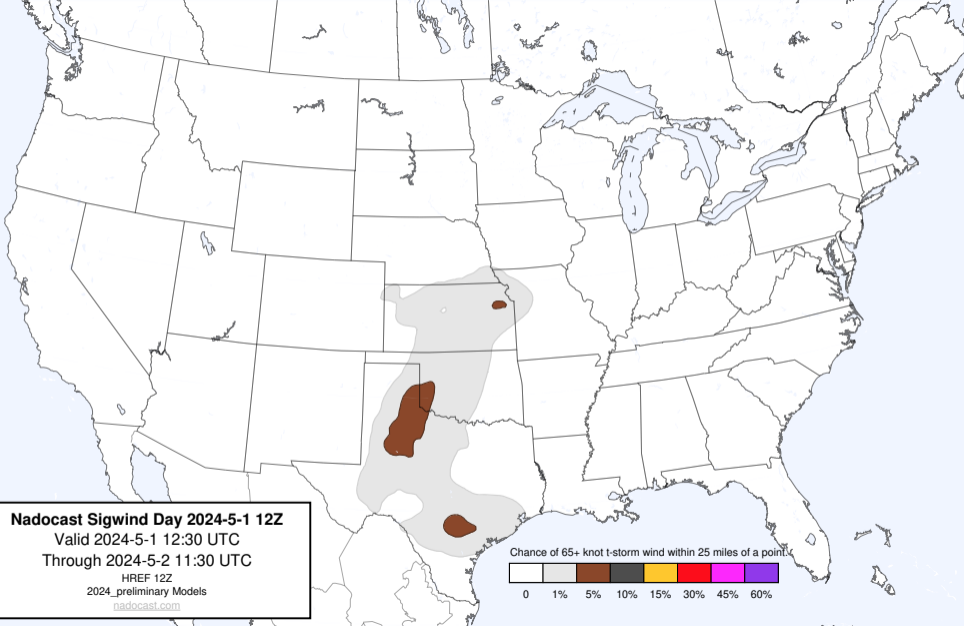 Nadocast Sigwind Day 2024-5-1 12Z
Valid 2024-5-1 12:30 UTC
Through 2024-5-2 11:30 UTC
HREF 12Z
2024_preliminary Models
nadocast.com
Chance of 65+ knot t-storm wind within 25 miles of a point.
0 1% 5% 10% 15% 30% 45% 60%